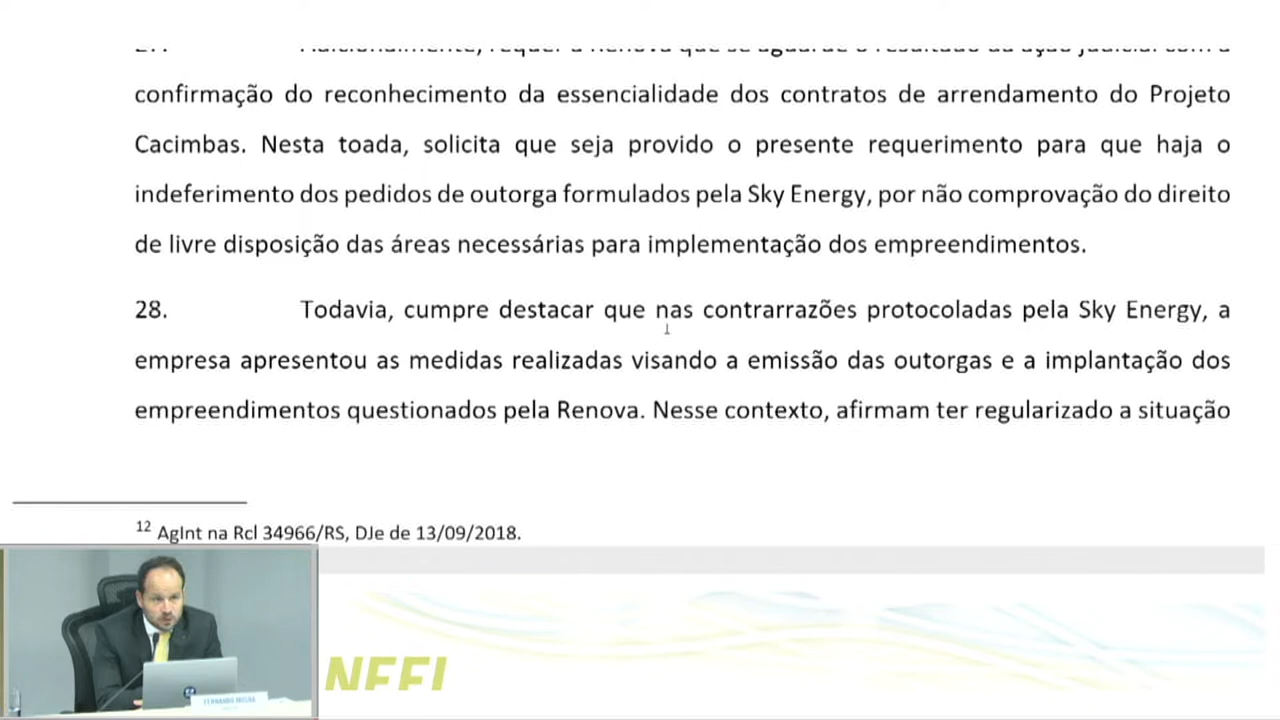 confirmação do reconhecimento da essencialidade dos contratos de arrendamento do Projeto
Cacimbas. Nesta toada, solicita que seja provido o presente requerimento para que haja o
indeferimento dos pedidos de outorga formulados pela Sky Energy, por não comprovação do direito
de livre disposição das áreas necessárias para implementação dos empreendimentos.
28. Todavia, cumpre destacar que nas contrarrazões protocoladas pela Sky Energy, a
empresa apresentou as medidas realizadas visando a emissão das outorgas e a implantação dos
empreendimentos questionados pela Renova. Nesse contexto, afirmam ter regularizado a situação
12 AgInt na Rcl 34966/RS, DJe de 13/09/2018.